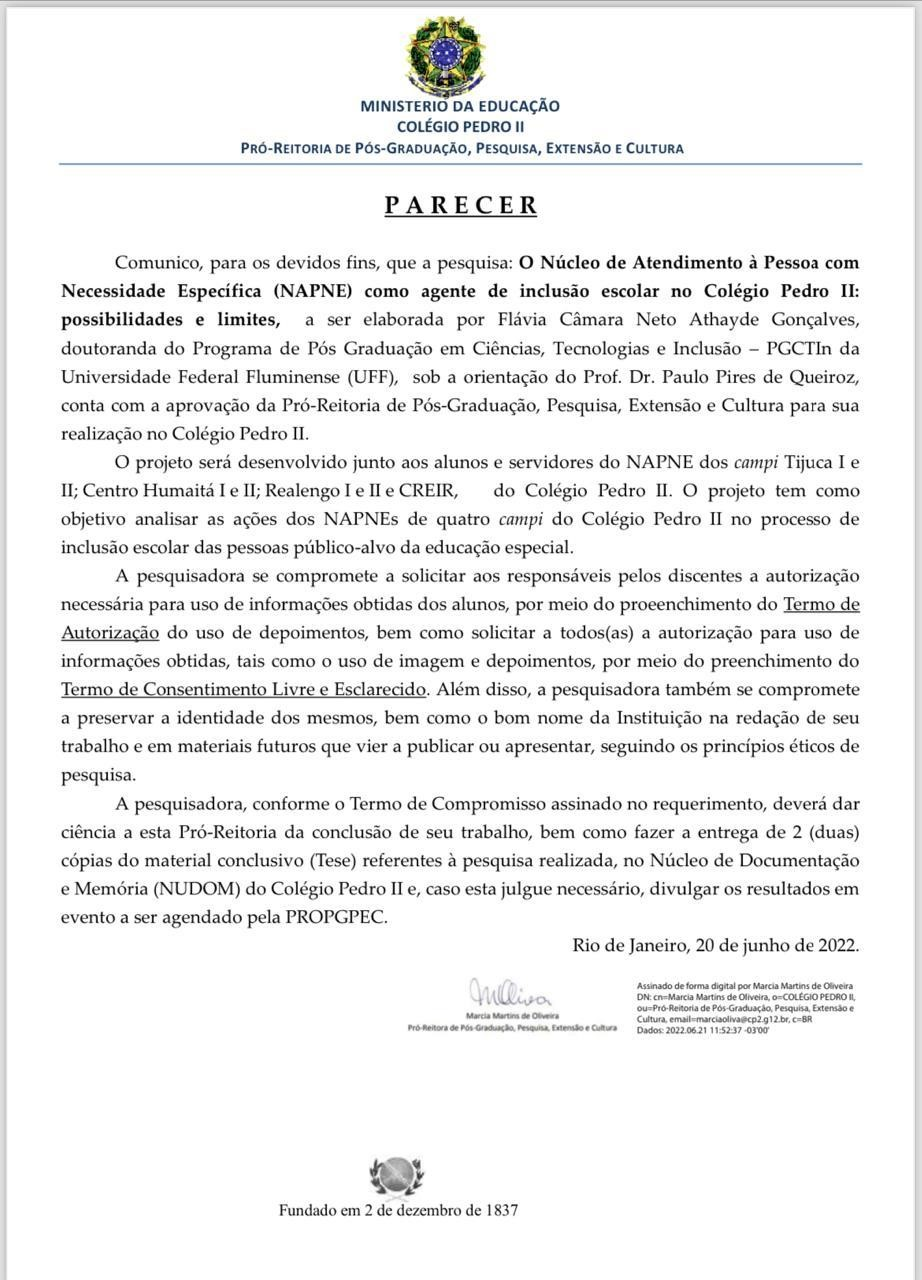 MINISTERIO DA EDUCAÇÃO
COLÉGIO PEDRO II
PRÓ-REITORIA DE PÓS-GRADUAÇÃO, PESQUISA, EXTENSÃO E CULTURA
PARECER
Comunico, para os devidos fins, que a pesquisa: O Núcleo de Atendimento à Pessoa com
Necessidade Específica (NAPNE) como agente de inclusão escolar no Colégio Pedro II:
possibilidades e limites, a ser elaborada por Flávia Câmara Neto Athayde Gonçalves,
doutoranda do Programa de Pós Graduação em Ciências, Tecnologias e Inclusão – PGCTIn da
Universidade Federal Fluminense (UFF), sob a orientação do Prof. Dr. Paulo Pires de Queiroz,
conta com a aprovação da Pró-Reitoria de Pós-Graduação, Pesquisa, Extensão e Cultura para sua
realização no Colégio Pedro II.
O projeto será desenvolvido junto aos alunos e servidores do NAPNE dos campi Tijuca I e
II; Centro Humaitá I e II; Realengo I e II e CREIR, do Colégio Pedro II. O projeto tem como
objetivo analisar as ações dos NAPNEs de quatro campi do Colégio Pedro II no processo de
inclusão escolar das pessoas público-alvo da educação especial.
A pesquisadora se compromete a solicitar aos responsáveis pelos discentes a autorização
necessária para uso de informações obtidas dos alunos, por meio do proeenchimento do Termo de
Autorização do uso de depoimentos, bem como solicitar a todos(as) a autorização para uso de
informações obtidas, tais como o uso de imagem e depoimentos, por meio do preenchimento do
Termo de Consentimento Livre e Esclarecido. Além disso, a pesquisadora também se compromete
a preservar a identidade dos mesmos, bem como o bom nome da Instituição na redação de seu
trabalho e em materiais futuros que vier a publicar ou apresentar, seguindo os princípios éticos de
pesquisa.
A pesquisadora, conforme o Termo de Compromisso assinado no requerimento, deverá dar
ciência a esta Pró-Reitoria da conclusão de seu trabalho, bem como fazer a entrega de 2 (duas)
cópias do material conclusivo (Tese) referentes à pesquisa realizada, no Núcleo de Documentação
e Memória (NUDOM) do Colégio Pedro II e, caso esta julgue necessário, divulgar os resultados em
evento a ser agendado pela PROPGPEC.
Rio de Janeiro, 20 de junho de 2022.
Marcia Martins de Oliveira
Pró-Reitora de Pós-Graduação, Pesquisa, Extensão e Cultura
Assinado de forma digital por Marcia Martins de Oliveira
DN: cn=Marcia Martins de Oliveira, o=COLÉGIO PEDRO II,
ou=Pró-Reitoria de Pós-Graduação, Pesquisa, Extensão e
Cultura, email=marciaoliva@cp2.g12.br, c=BR
Dados: 2022.06.21 11:52:37 -03'00'
Fundado em 2 de dezembro de 1837